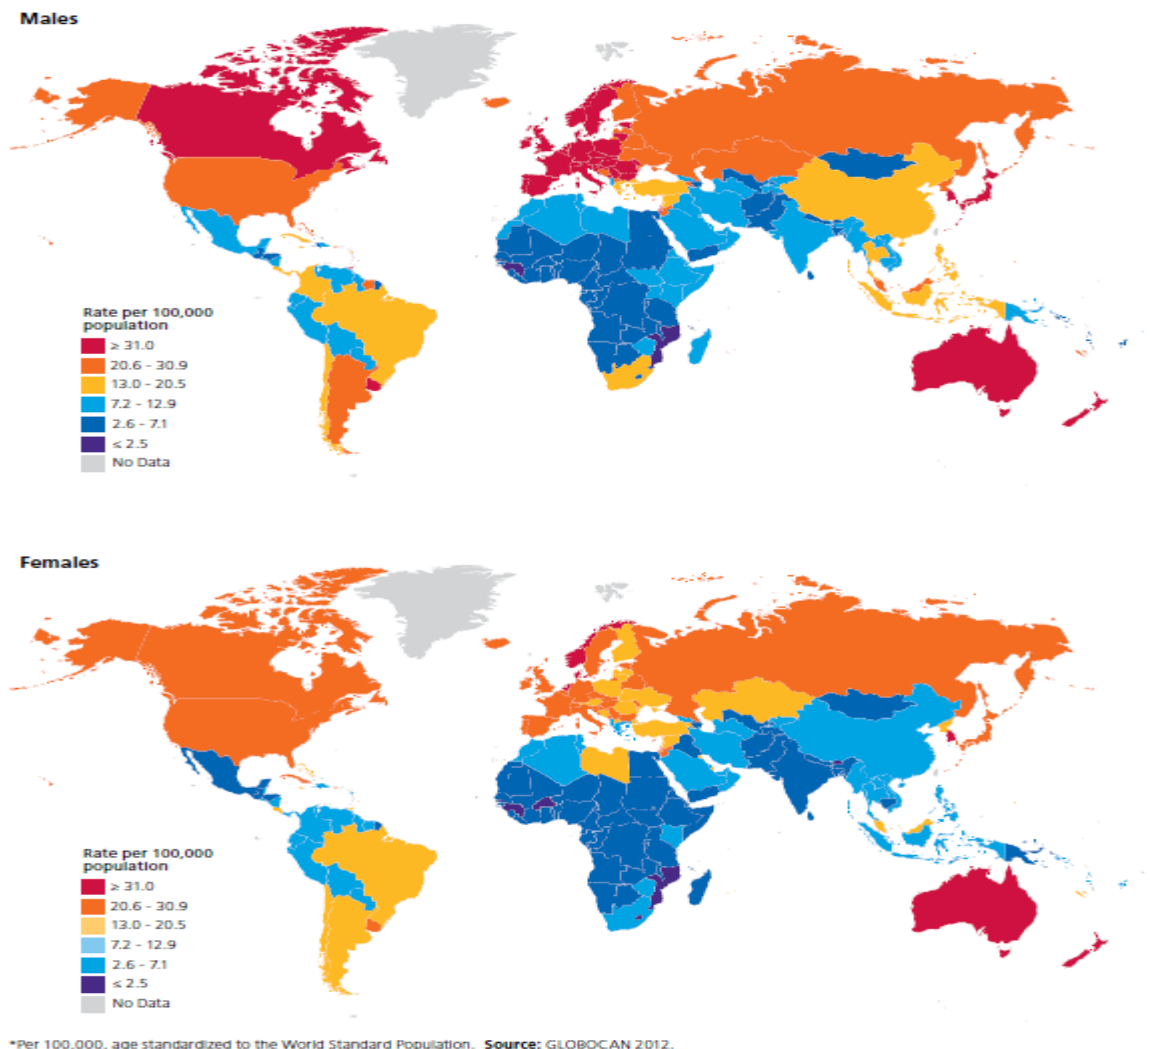 Males
Rate per 100,000
population
≥ 31.0
20.6 - 30.9
13.0 - 20.5
7.2 - 12.9
2.6 - 7.1
≤ 2.5
No Data
Females
Rate per 100,000
population
≥ 31.0
20.6 - 30.9
13.0 - 20.5
7.2 - 12.9
2.6 - 7.1
≤ 2.5
No Data
*Per 100,000, age standardized to the World Standard Population. Source: GLOBOCAN 2012.